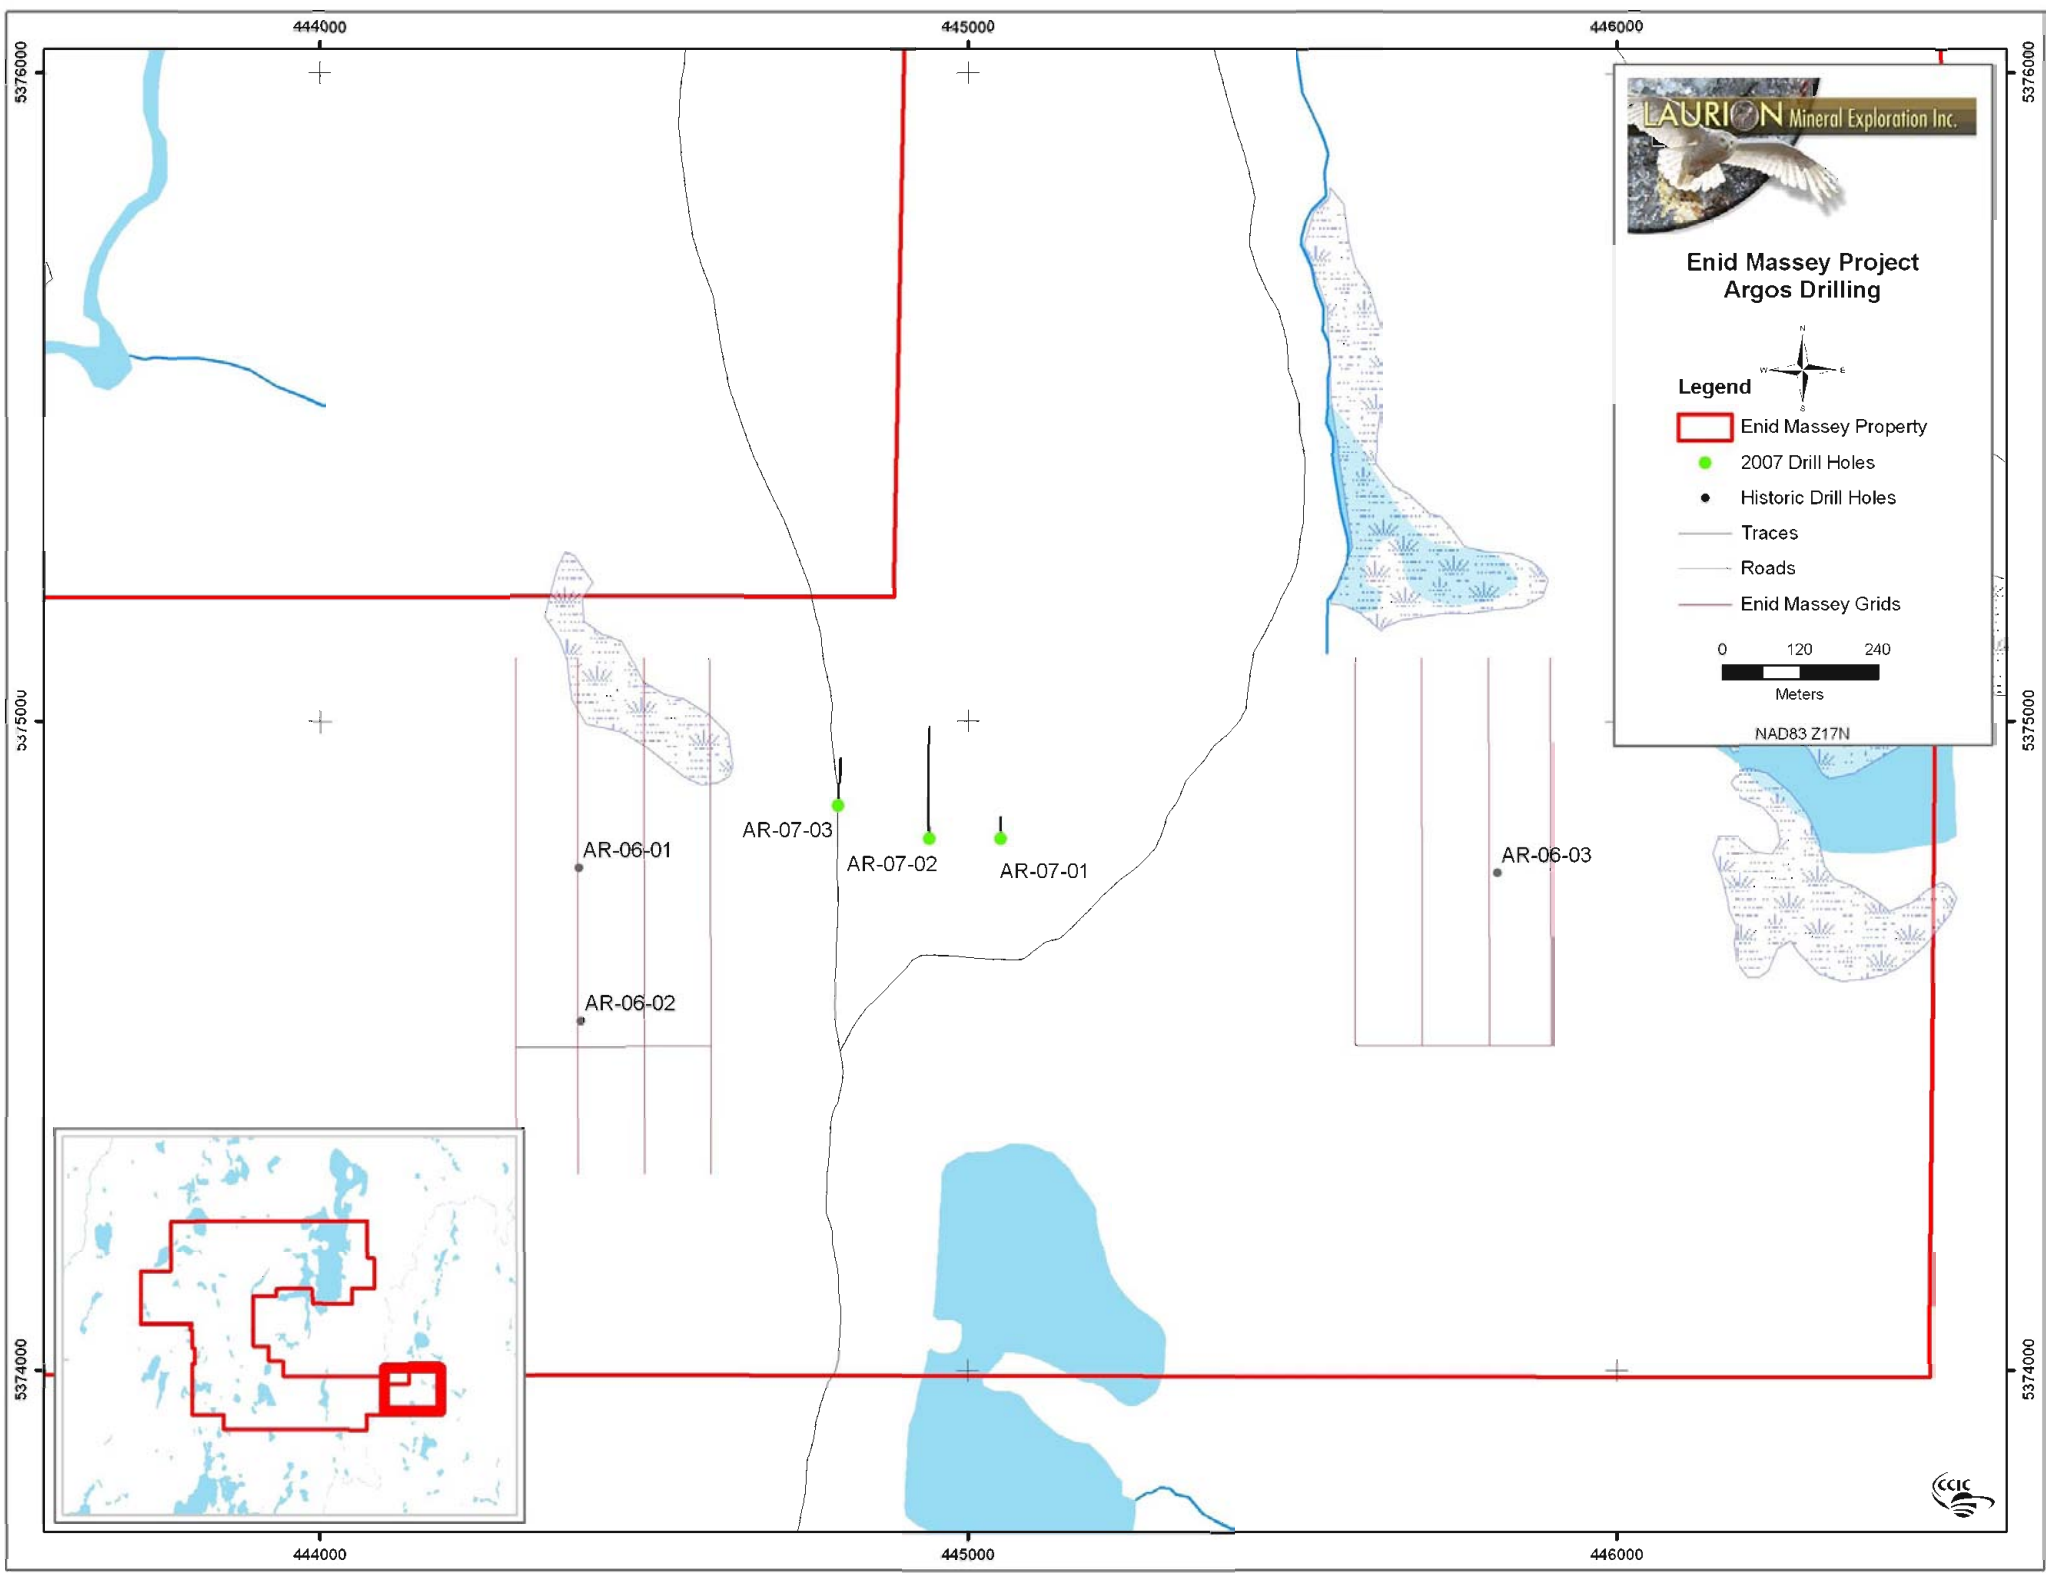 444000
445000
446000
5376000
5376000
LAURION Mineral Exploration Inc.
Enid Massey Project
Argos Drilling
N
W
E
S
Legend
Enid Massey Property
2007 Drill Holes
Historic Drill Holes
Traces
Roads
Enid Massey Grids
0 120 240
Meters
NAD83 Z17N
5375000
5375000
AR-07-03
AR-07-02
AR-07-01
AR-06-01
AR-06-03
AR-06-02
5374000
5374000
CCIC
444000
445000
446000